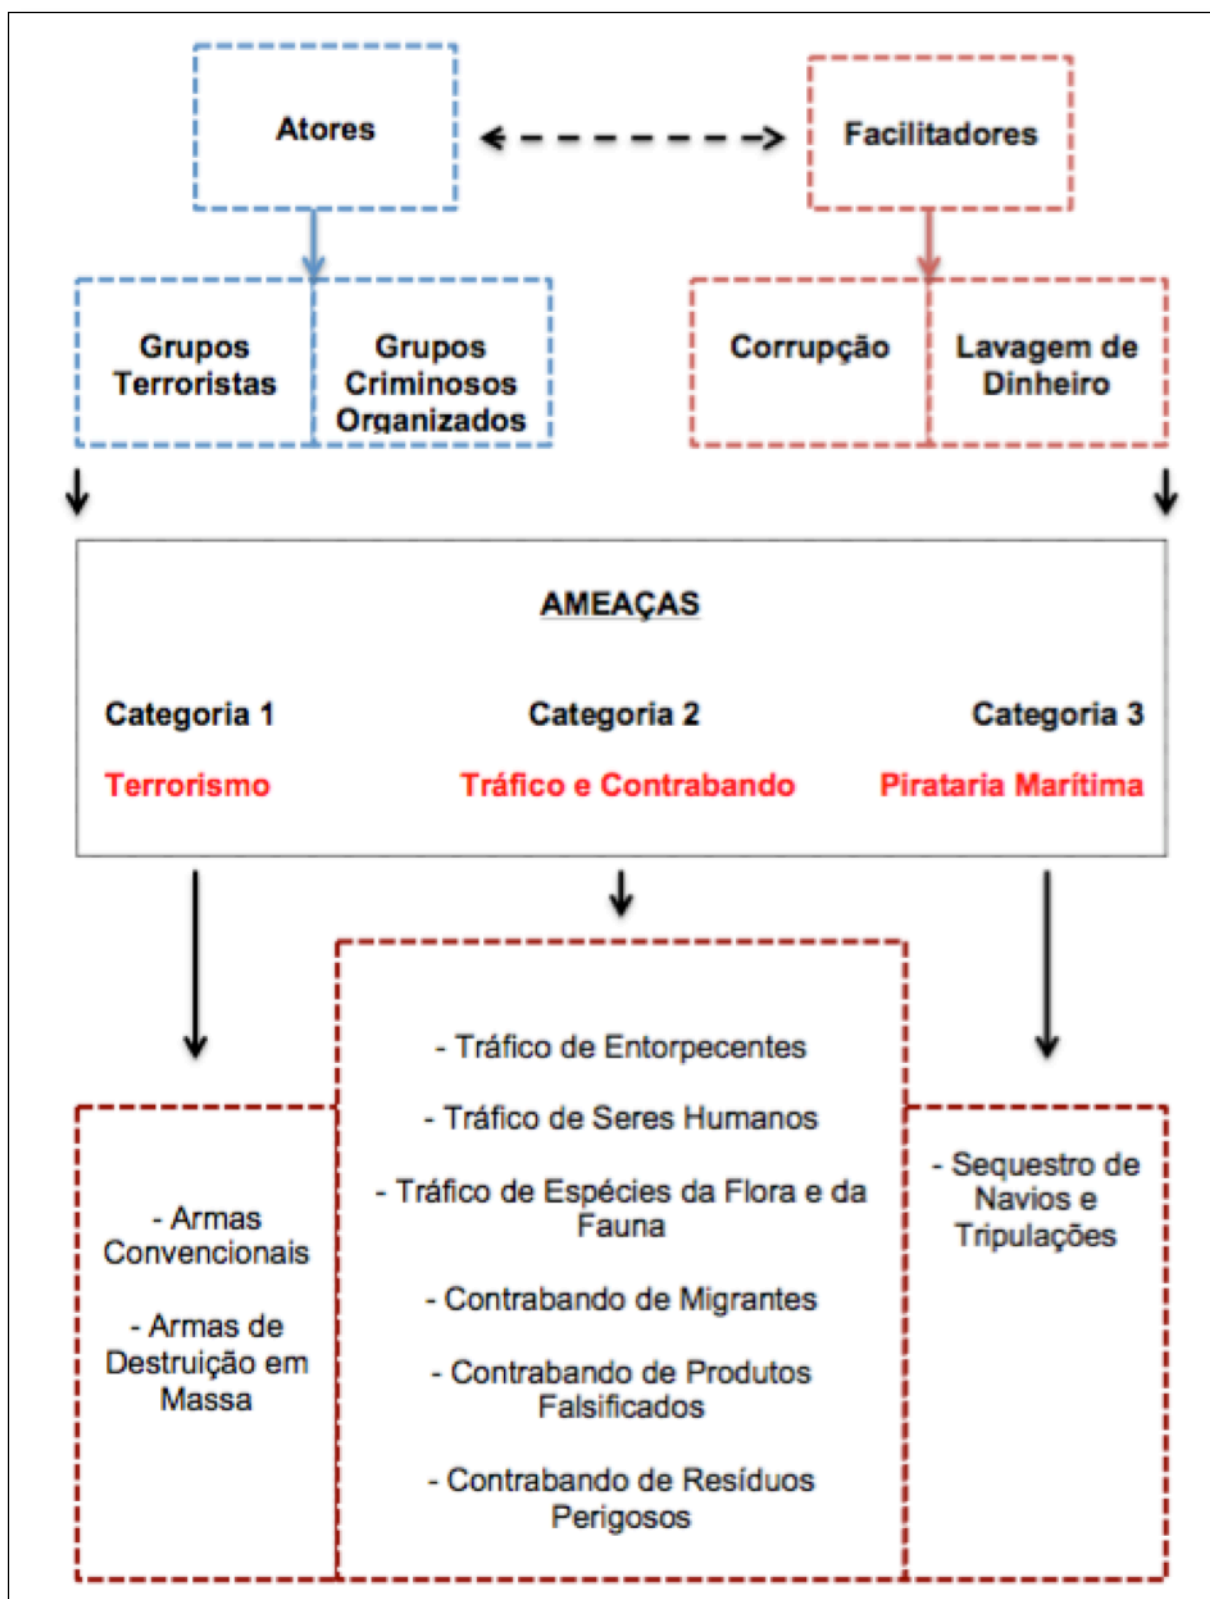 Atores
Facilitadores
Grupos
Terroristas
Grupos
Criminosos
Organizados
Corrupção
Lavagem de
Dinheiro
AMEAÇAS
Categoria 1
Categoria 2
Categoria 3
Terrorismo
Tráfico e Contrabando
Pirataria Marítima
- Armas
Convencionais
- Armas de
Destruição em
Massa
- Tráfico de Entorpecentes
- Tráfico de Seres Humanos
- Tráfico de Espécies da Flora e da
Fauna
- Contrabando de Migrantes
- Contrabando de Produtos
Falsificados
- Contrabando de Resíduos
Perigosos
- Sequestro de
Navios e
Tripulações